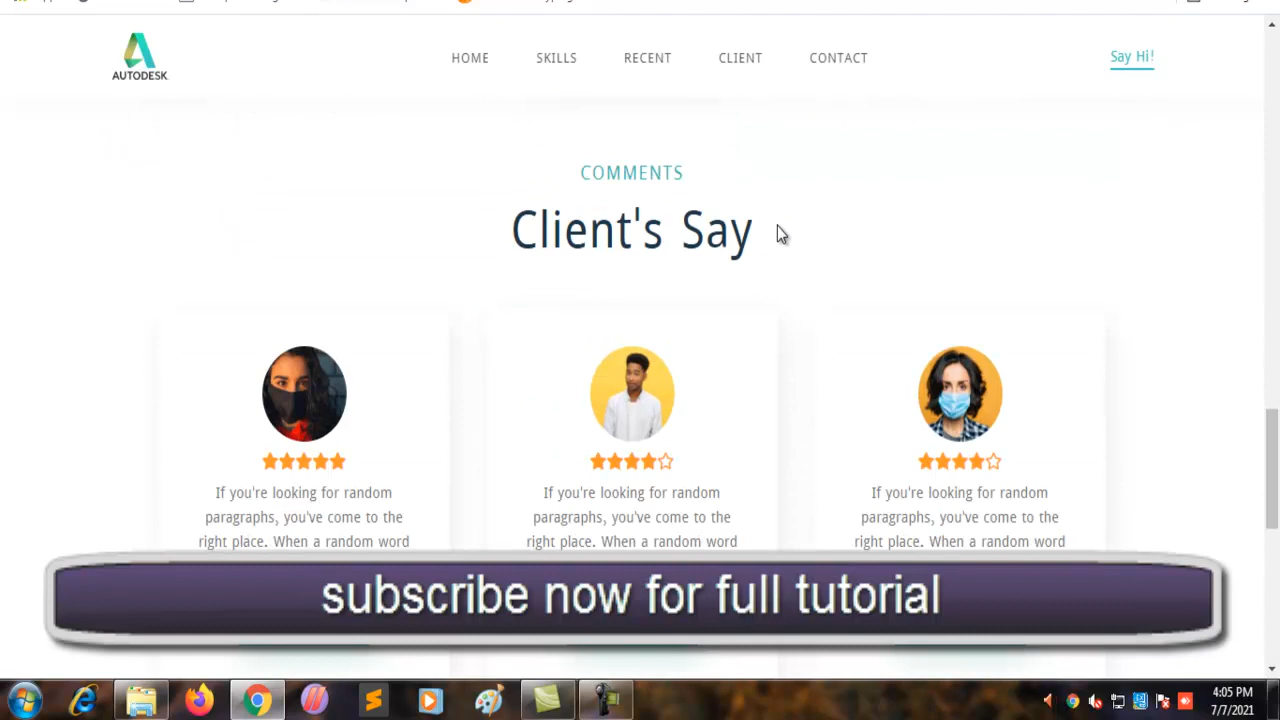 AUTODESK
HOME SKILLS RECENT CLIENT CONTACT
Say Hi!
COMMENTS
Client's Say
If you're looking for random
paragraphs, you've come to the
right place. When a random word
If you're looking for random
paragraphs, you've come to the
right place. When a random word
If you're looking for random
paragraphs, you've come to the
right place. When a random word
subscribe now for full tutorial
4:05 PM
7/7/2021